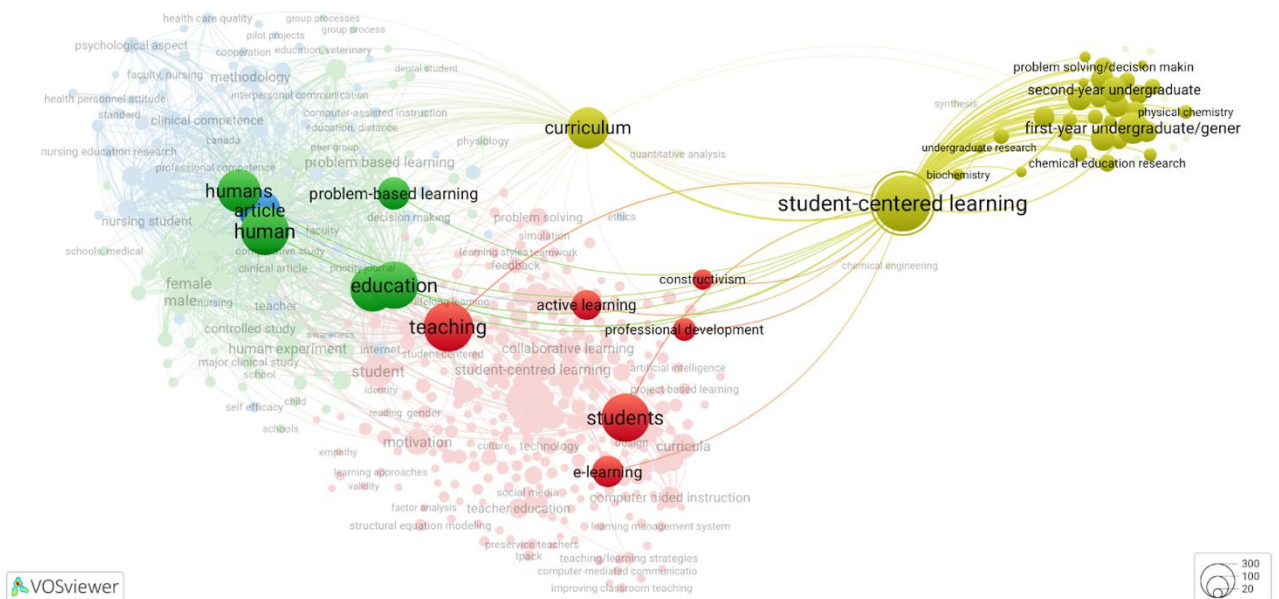 health care quality
group processes
pilot projects
group process
psychological aspect
cooperation
education, veterinary
faculty, nursing
methodology
dental student
health personnel attitude
interpersonal communication
standard
clinical competence
computer-assisted instruction
education, distance
canada
peer group
nursing education research
professional competence
problem based learning
physiology
curriculum
quantitative analysis
synthesis
problem solving/decision makin
second-year undergraduate
physical chemistry
first-year undergraduate/gener
undergraduate research
chemical education research
biochemistry
student-centered learning
chemical engineering
humans
article
human
problem-based learning
nursing student
decision making
faculty
problem solving
ethics
simulation
schools, medical
comparative study
learning styles
teamwork
clinical article
priority journal
feedback
female
male
nursing
education
lifelong learning
constructivism
teacher
active learning
teaching
professional development
controlled study
awareness
human experiment
internet
student-centered
collaborative learning
major clinical study
school
student
student-centred learning
artificial intelligence
identity
project based learning
self efficacy
child
reading
gender
students
schools
motivation
culture
technology
design
curricula
empathy
learning approaches
e-learning
validity
social media
computer aided instruction
factor analysis
teacher education
structural equation modeling
learning management system
preservice teachers
tpack
teaching/learning strategies
computer-mediated communicatio
improving classroom teaching
VOSviewer
300
100
20